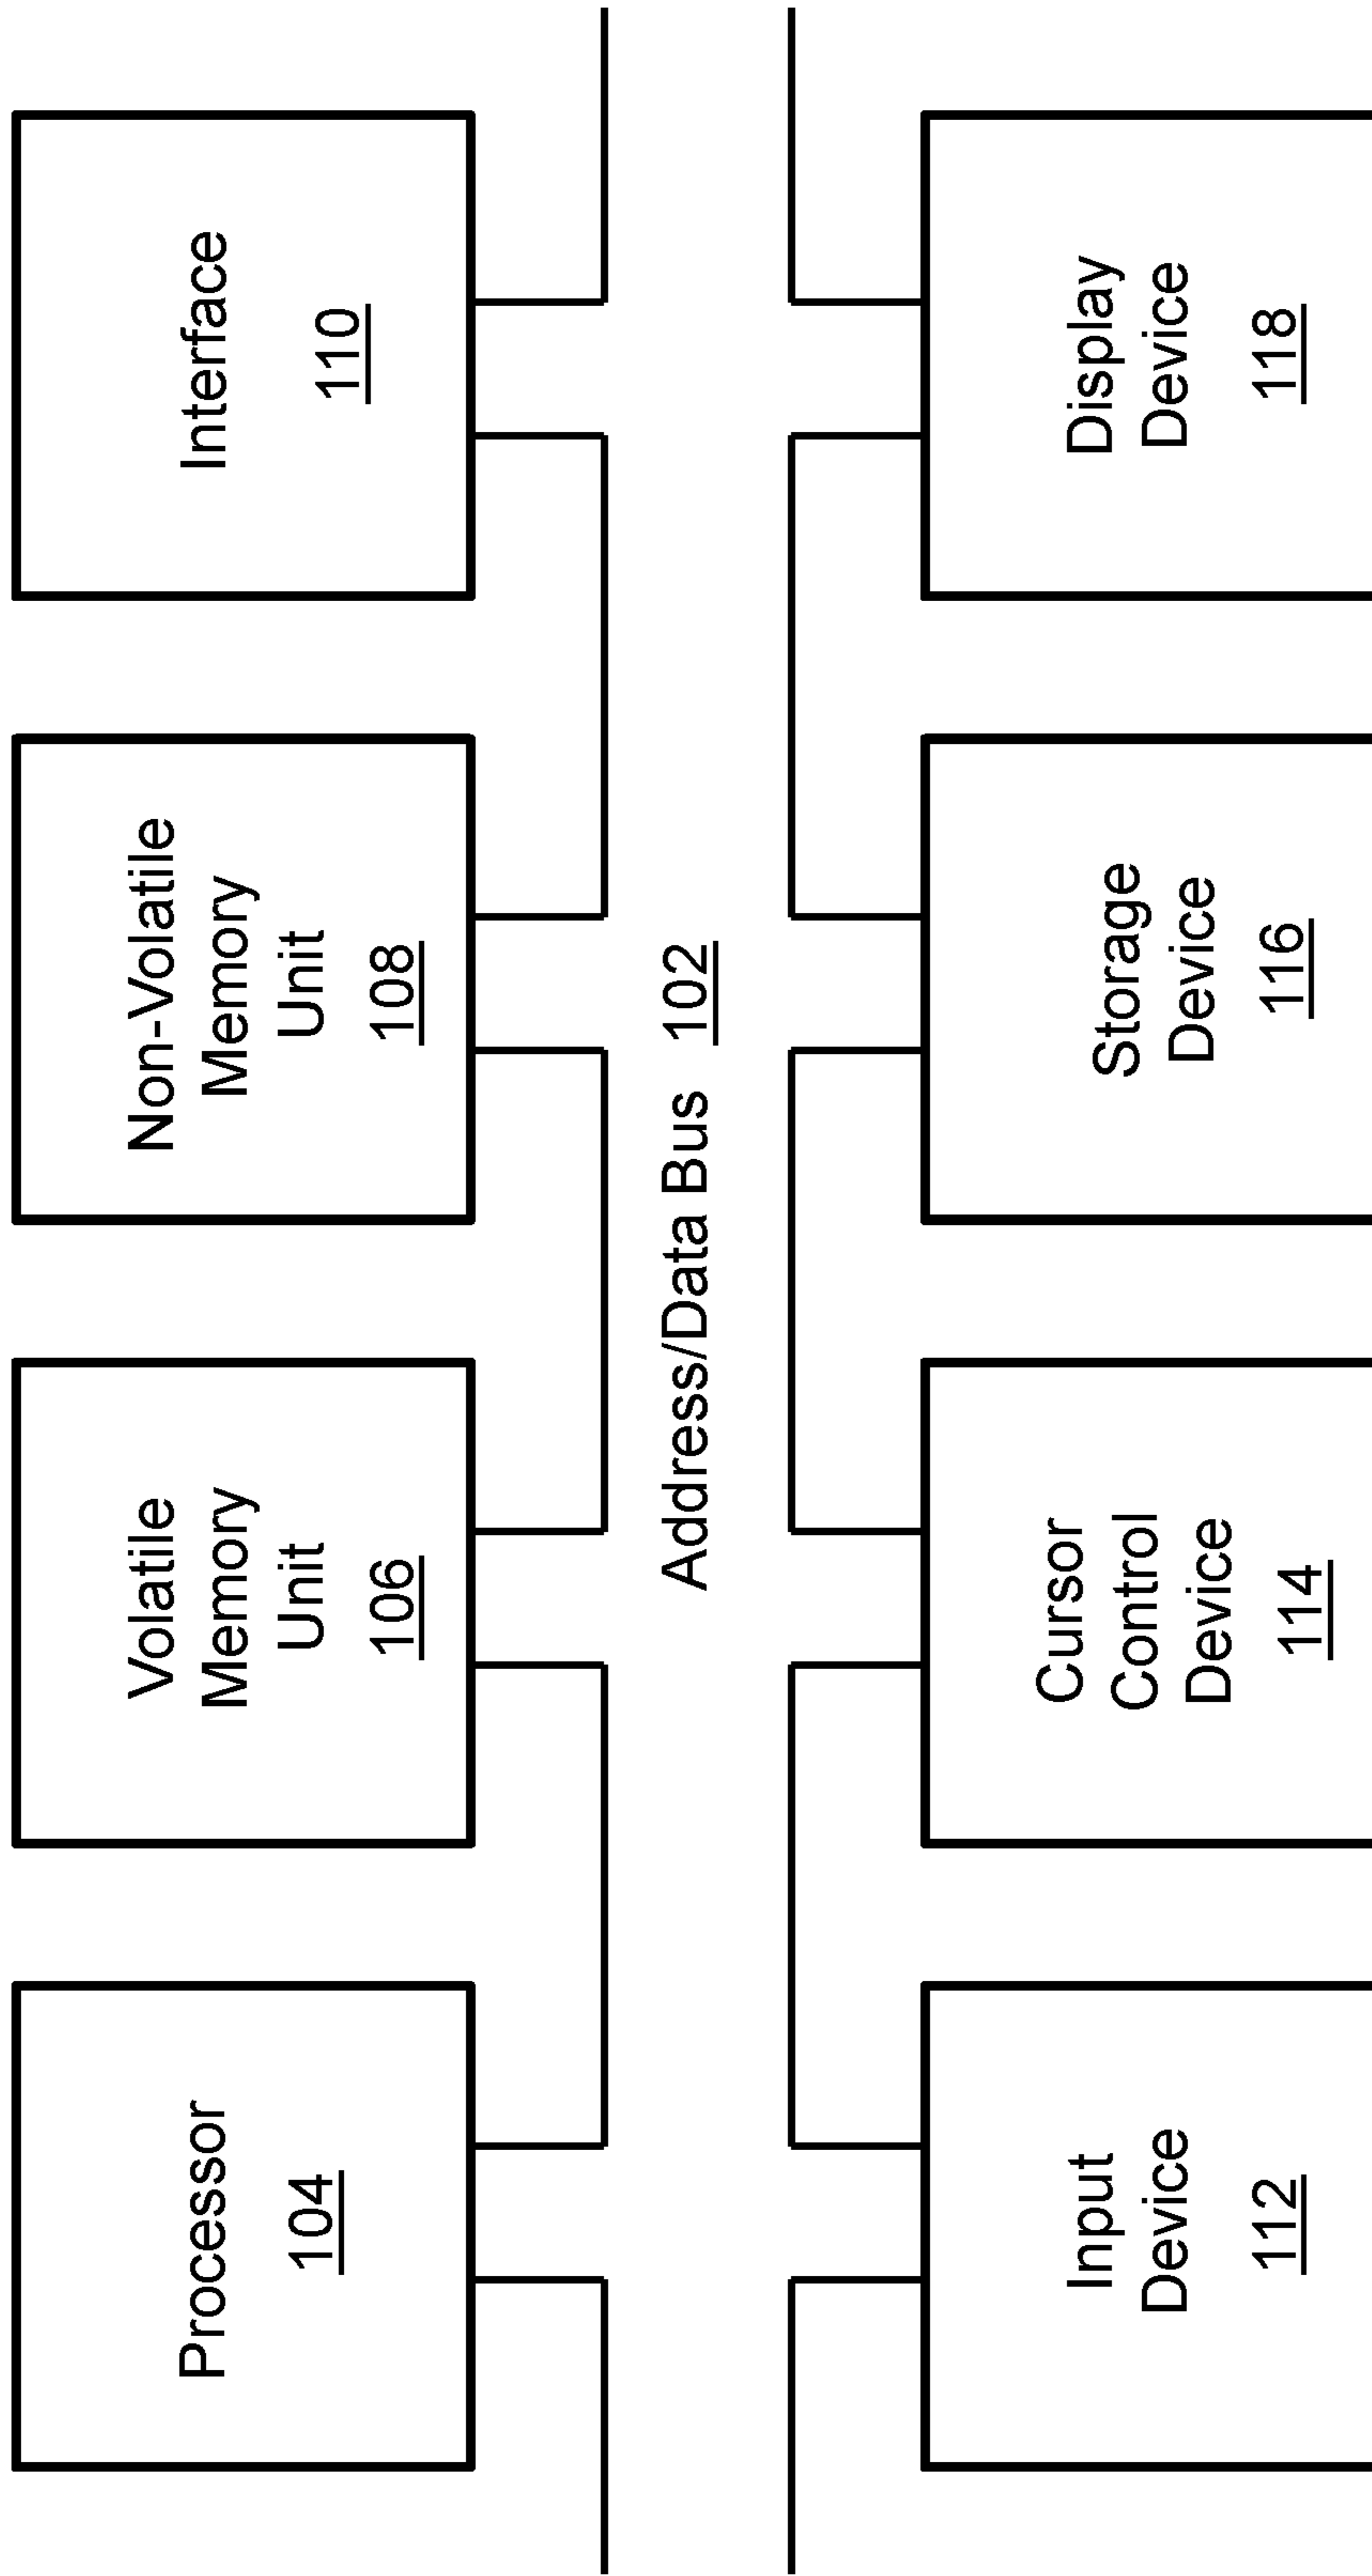 Processor
104
Volatile
Memory
Unit
106
Non-Volatile
Memory
Unit
108
Interface
110
Address/Data Bus 102
Input
Device
112
Cursor
Control
Device
114
Storage
Device
116
Display
Device
118